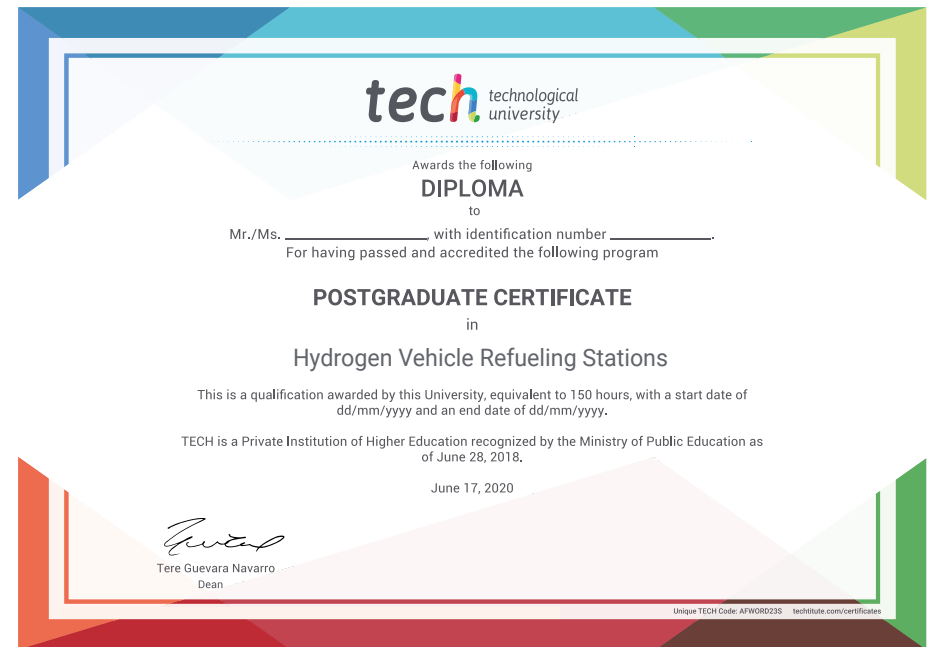 tech technological
university
Awards the following
DIPLOMA
to
Mr./Ms. ____________________, with identification number ______________.
For having passed and accredited the following program
POSTGRADUATE CERTIFICATE
in
Hydrogen Vehicle Refueling Stations
This is a qualification awarded by this University, equivalent to 150 hours, with a start date of
dd/mm/yyyy and an end date of dd/mm/yyyy.
TECH is a Private Institution of Higher Education recognized by the Ministry of Public Education as
of June 28, 2018.
June 17, 2020
Tere Guevara Navarro
Dean
Unique TECH Code: AFWORD23S techtitute.com/certificates